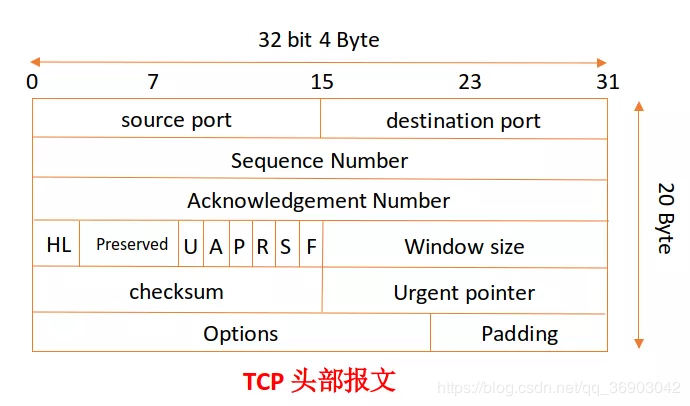 32 bit 4 Byte
0 7 15 23 31
source port destination port
Sequence Number
Acknowledgement Number
HL Preserved U A P R S F Window size
checksum Urgent pointer
Options Padding
20 Byte
TCP 头部报文
https://blog.csdn.net/qq_36903042